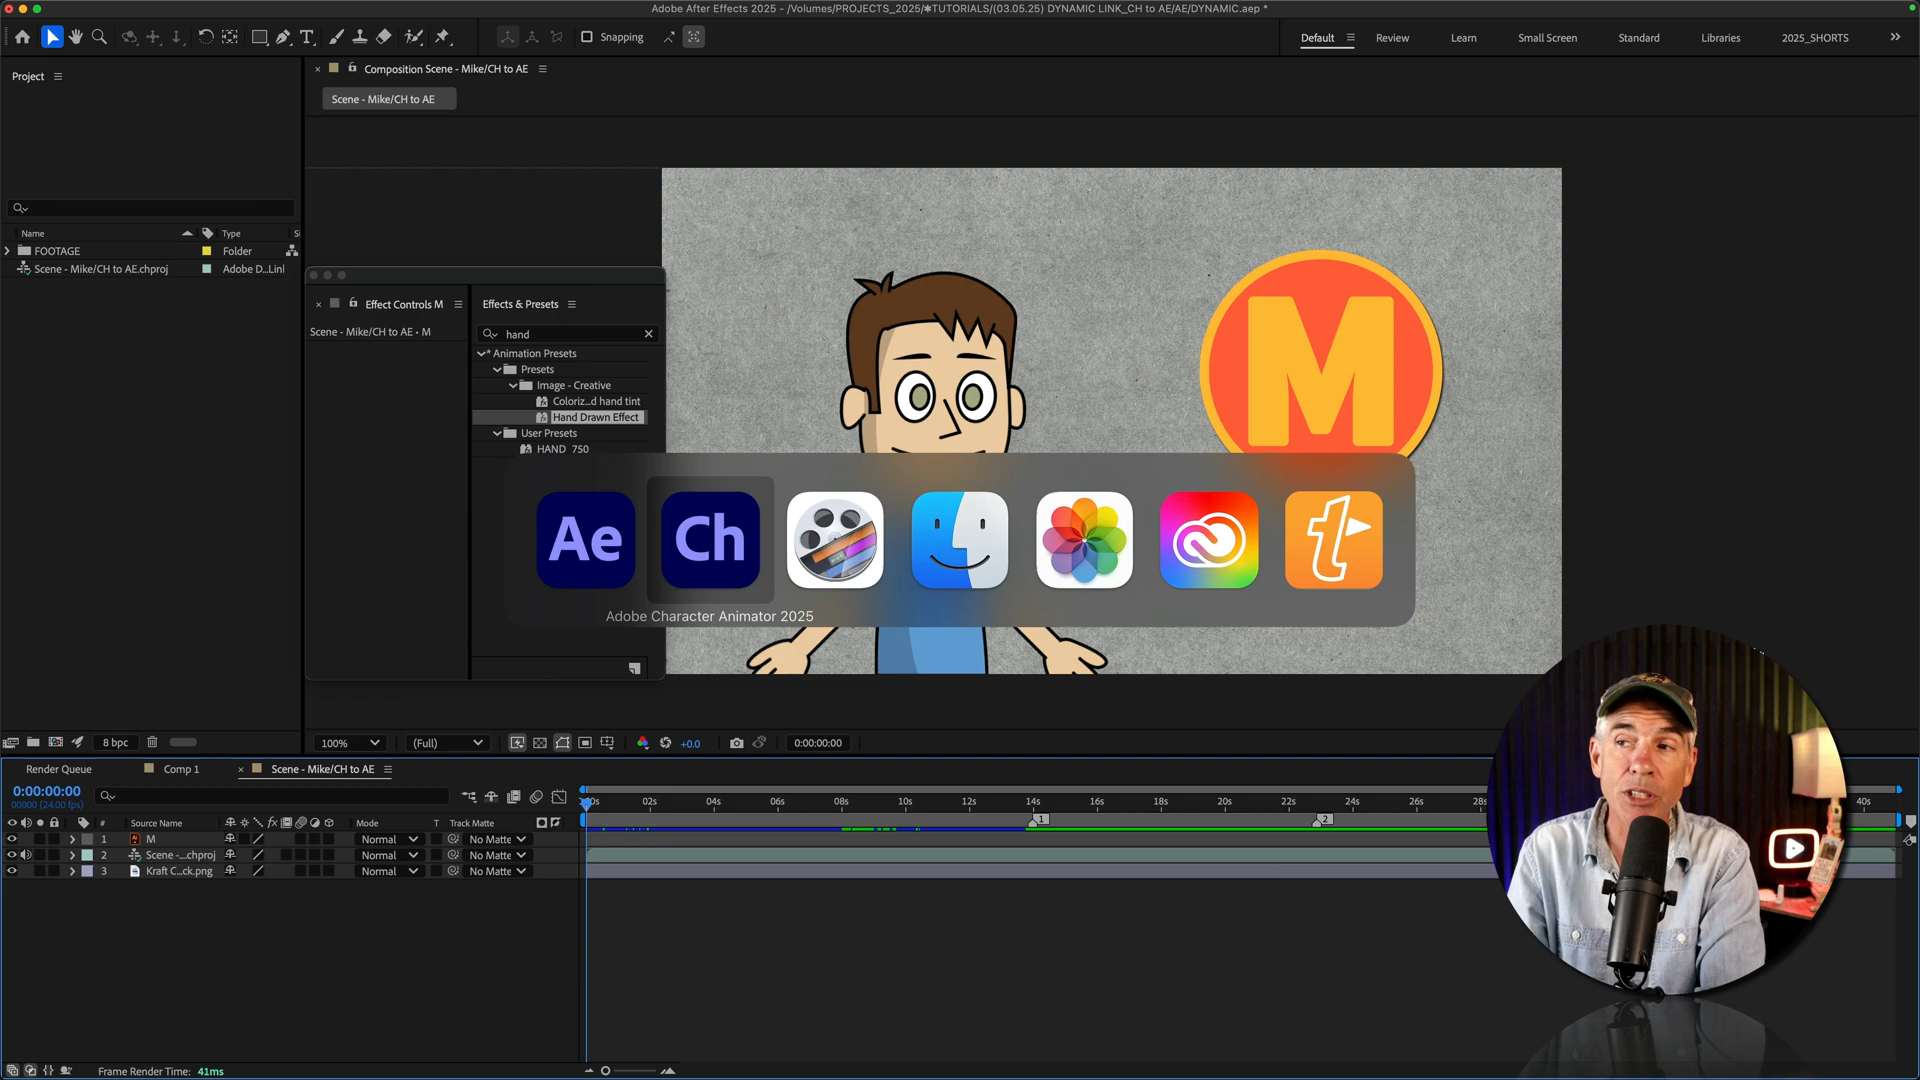 Adobe After Effects 2025 - /Volumes/PROJECTS_2025/✱TUTORIALS/(03.05.25) DYNAMIC LINK_CH to AE/AE/DYNAMIC.aep *
T
Snapping
Default
Review
Learn
Small Screen
Standard
Libraries
2025_SHORTS
Project
Composition Scene - Mike/CH to AE
Scene - Mike/CH to AE
Name
Type
Si
FOOTAGE
Folder
Scene - Mike/CH to AE.chproj
Adobe D...Linl
Effect Controls M
Scene - Mike/CH to AE • M
Effects & Presets
hand
* Animation Presets
Presets
Image - Creative
Coloriz...d hand tint
Hand Drawn Effect
User Presets
HAND 750
M
Ae
Ch
Adobe Character Animator 2025
8 bpc
100%
(Full)
+0.0
0:00:00:00
Render Queue
Comp 1
Scene - Mike/CH to AE
0:00:00:00
00000 (24.00 fps)
02s
04s
06s
08s
10s
12s
14s
16s
18s
20s
22s
24s
26s
40s
1
2
#
Source Name
fx
Mode
T
Track Matte
1
M
Normal
No Matte
2
Scene -...chproj
Normal
No Matte
3
Kraft C...ck.png
Normal
No Matte
Frame Render Time: 41ms